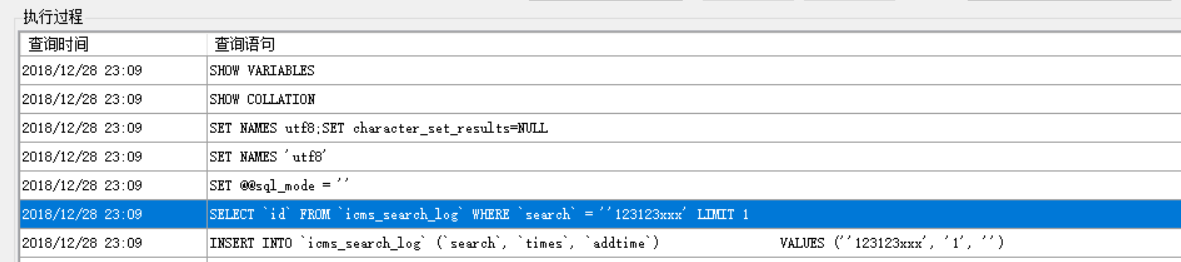 执行过程
查询时间 查询语句
2018/12/28 23:09 SHOW VARIABLES
2018/12/28 23:09 SHOW COLLATION
2018/12/28 23:09 SET NAMES utf8;SET character_set_results=NULL
2018/12/28 23:09 SET NAMES 'utf8'
2018/12/28 23:09 SET @@sql_mode = ''
2018/12/28 23:09 SELECT `id` FROM `icms_search_log` WHERE `search` = ''123123xxx' LIMIT 1
2018/12/28 23:09 INSERT INTO `icms_search_log` (`search`, `times`, `addtime`) VALUES (''123123xxx', '1', '')